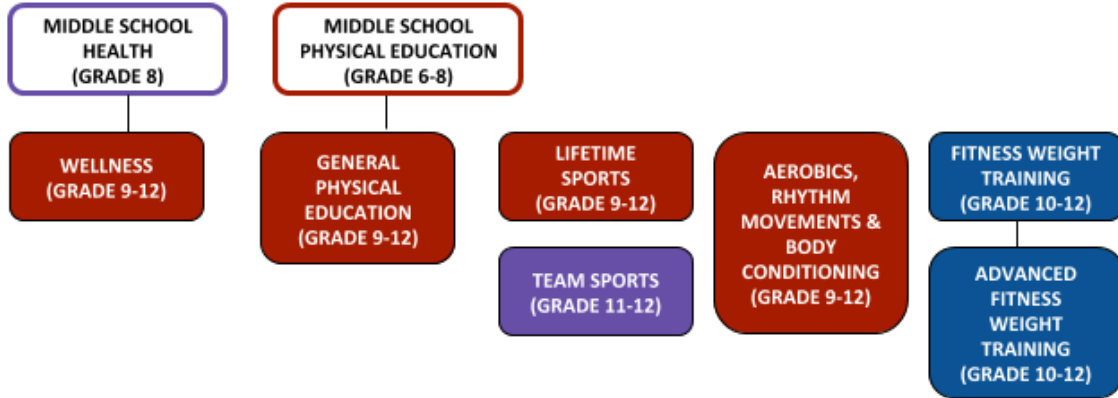 MIDDLE SCHOOL
HEALTH
(GRADE 8)
MIDDLE SCHOOL
PHYSICAL EDUCATION
(GRADE 6-8)
WELLNESS
(GRADE 9-12)
GENERAL
PHYSICAL
EDUCATION
(GRADE 9-12)
LIFETIME
SPORTS
(GRADE 9-12)
TEAM SPORTS
(GRADE 11-12)
AEROBICS,
RHYTHM
MOVEMENTS &
BODY
CONDITIONING
(GRADE 9-12)
FITNESS WEIGHT
TRAINING
(GRADE 10-12)
ADVANCED
FITNESS
WEIGHT
TRAINING
(GRADE 10-12)